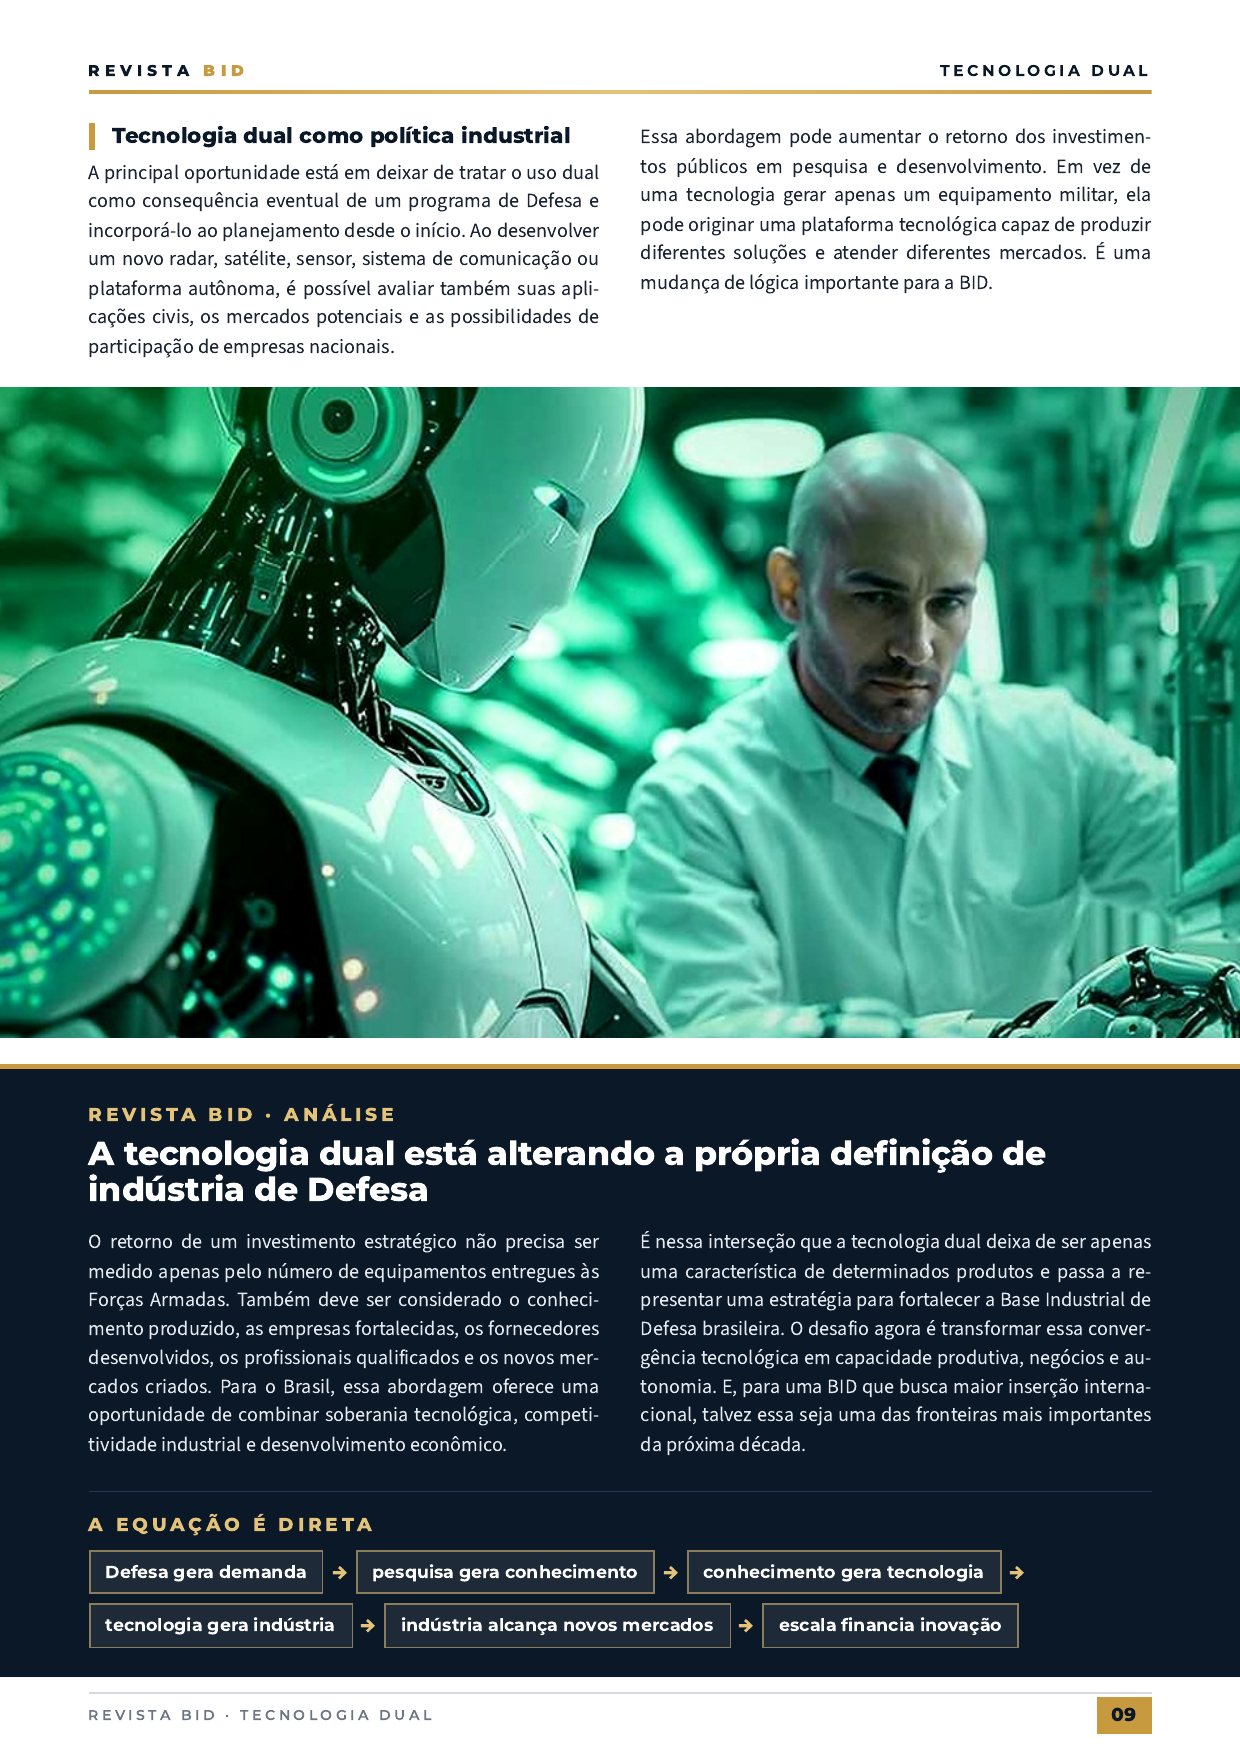 REVISTA BID
TECNOLOGIA DUAL
Tecnologia dual como política industrial
A principal oportunidade está em deixar de tratar o uso dual
como consequência eventual de um programa de Defesa e
incorporá-lo ao planejamento desde o início. Ao desenvolver
um novo radar, satélite, sensor, sistema de comunicação ou
plataforma autônoma, é possível avaliar também suas apli-
cações civis, os mercados potenciais e as possibilidades de
participação de empresas nacionais.
Essa abordagem pode aumentar o retorno dos investimen-
tos públicos em pesquisa e desenvolvimento. Em vez de
uma tecnologia gerar apenas um equipamento militar, ela
pode originar uma plataforma tecnológica capaz de produzir
diferentes soluções e atender diferentes mercados. É uma
mudança de lógica importante para a BID.
REVISTA BID · ANÁLISE
A tecnologia dual está alterando a própria definição de
indústria de Defesa
O retorno de um investimento estratégico não precisa ser
medido apenas pelo número de equipamentos entregues às
Forças Armadas. Também deve ser considerado o conheci-
mento produzido, as empresas fortalecidas, os fornecedores
desenvolvidos, os profissionais qualificados e os novos mer-
cados criados. Para o Brasil, essa abordagem oferece uma
oportunidade de combinar soberania tecnológica, competi-
tividade industrial e desenvolvimento econômico.
É nessa interseção que a tecnologia dual deixa de ser apenas
uma característica de determinados produtos e passa a re-
presentar uma estratégia para fortalecer a Base Industrial de
Defesa brasileira. O desafio agora é transformar essa conver-
gência tecnológica em capacidade produtiva, negócios e au-
tonomia. E, para uma BID que busca maior inserção interna-
cional, talvez essa seja uma das fronteiras mais importantes
da próxima década.
A EQUAÇÃO É DIRETA
Defesa gera demanda → pesquisa gera conhecimento → conhecimento gera tecnologia →
tecnologia gera indústria → indústria alcança novos mercados → escala financia inovação
REVISTA BID · TECNOLOGIA DUAL
09